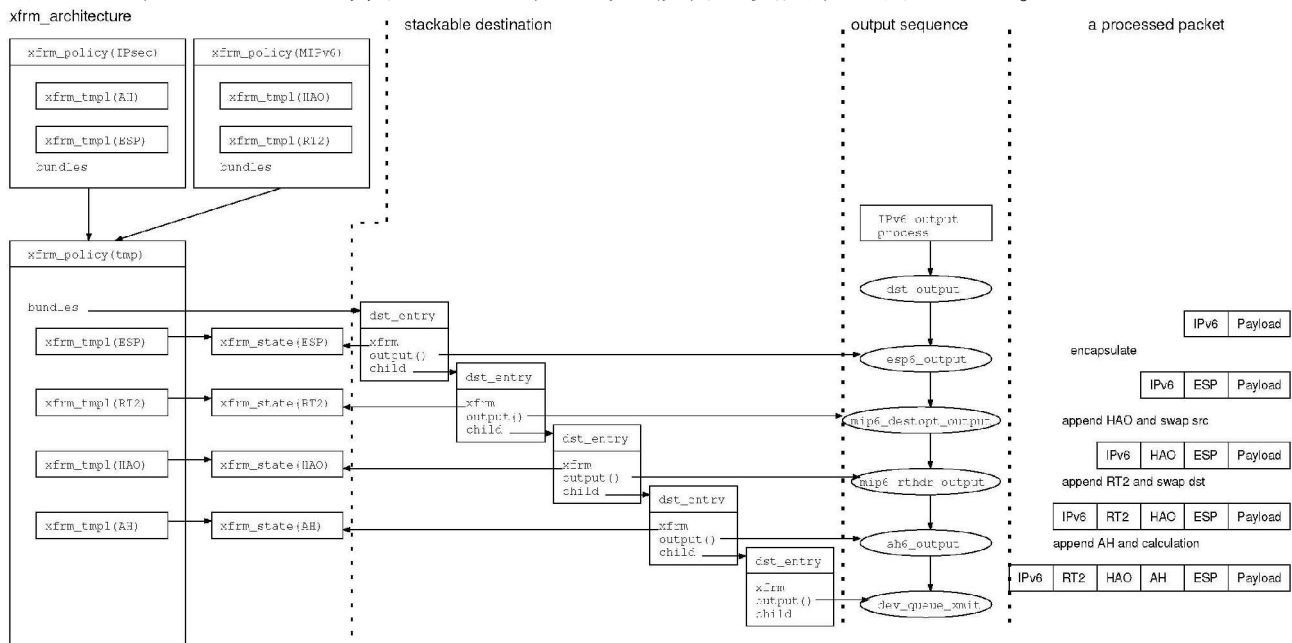 xfrm_architecture
stackable destination
output sequence
a processed packet
xfrm_policy(IPsec)
xfrm_tmpl(AH)
xfrm_tmpl(ESP)
bundles
xfrm_policy(MIPv6)
xfrm_tmpl(HAO)
xfrm_tmpl(RT2)
bundles
xfrm_policy(tmp)
bundles
xfrm_tmpl(ESP)
xfrm_state(ESP)
xfrm_tmpl(RT2)
xfrm_state(RT2)
xfrm_tmpl(HAO)
xfrm_state(HAO)
xfrm_tmpl(AH)
xfrm_state(AH)
dst_entry
xfrm
output()
child
dst_entry
xfrm
output()
child
dst_entry
xfrm
output()
child
dst_entry
xfrm
output()
child
dst_entry
xfrm
output()
child
IPv6 output
process
dst_output
esp6_output
mip6_destopt_output
mip6_rthdr_output
ah6_output
dev_queue_xmit
IPv6 Payload
encapsulate
IPv6 ESP Payload
append HAO and swap src
IPv6 HAO ESP Payload
append RT2 and swap dst
IPv6 RT2 HAO ESP Payload
append AH and calculation
IPv6 RT2 HAO AH ESP Payload